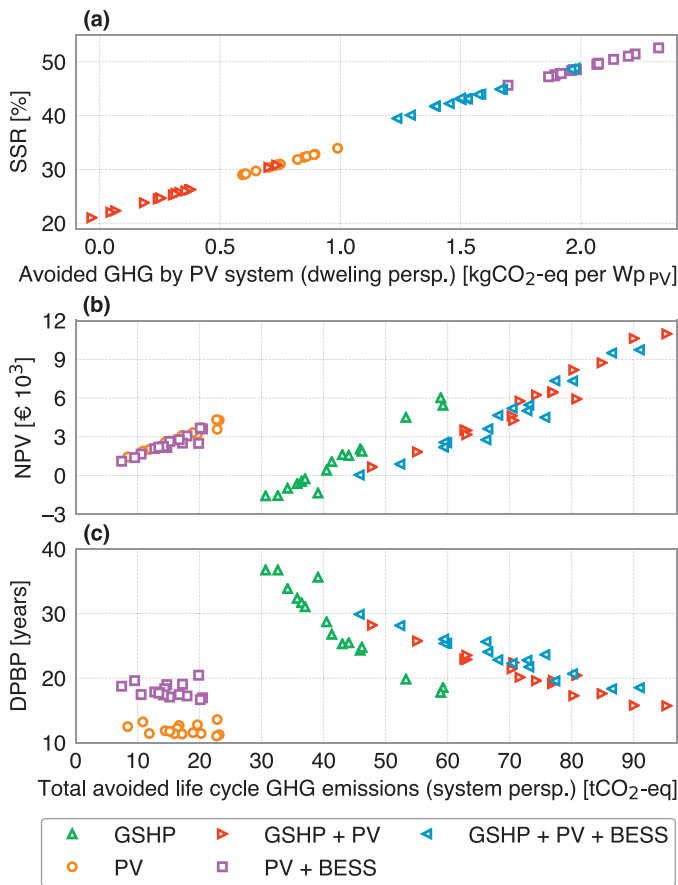 (a)
SSR [%]
50
40
30
20
0.0 0.5 1.0 1.5 2.0
Avoided GHG by PV system (dweling persp.) [kgCO2-eq per Wp PV]
(b)
NPV [€ 10³]
12
9
6
3
0
−3
(c)
DPBP [years]
40
30
20
10
0 10 20 30 40 50 60 70 80 90
Total avoided life cycle GHG emissions (system persp.) [tCO2-eq]
GSHP GSHP + PV GSHP + PV + BESS
PV PV + BESS